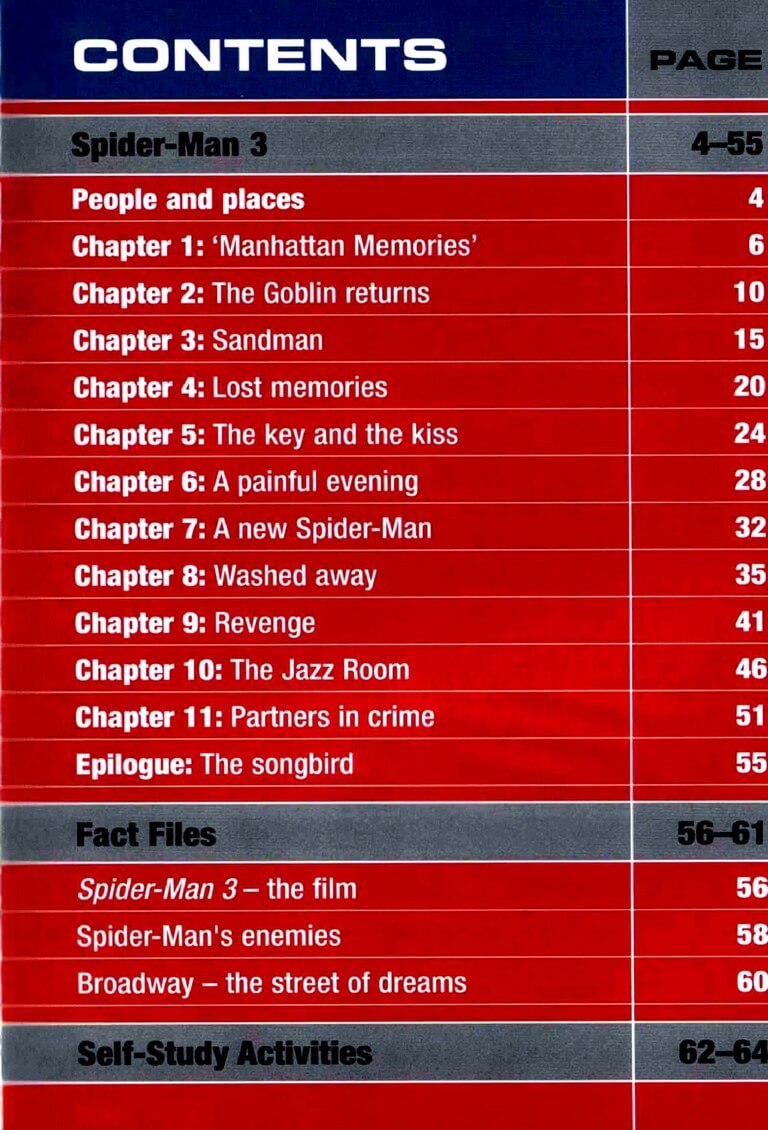 CONTENTS PAGE
Spider-Man 3 4–55
People and places 4
Chapter 1: ‘Manhattan Memories’ 6
Chapter 2: The Goblin returns 10
Chapter 3: Sandman 15
Chapter 4: Lost memories 20
Chapter 5: The key and the kiss 24
Chapter 6: A painful evening 28
Chapter 7: A new Spider-Man 32
Chapter 8: Washed away 35
Chapter 9: Revenge 41
Chapter 10: The Jazz Room 46
Chapter 11: Partners in crime 51
Epilogue: The songbird 55
Fact Files 56–61
Spider-Man 3 – the film 56
Spider-Man's enemies 58
Broadway – the street of dreams 60
Self-Study Activities 62–64